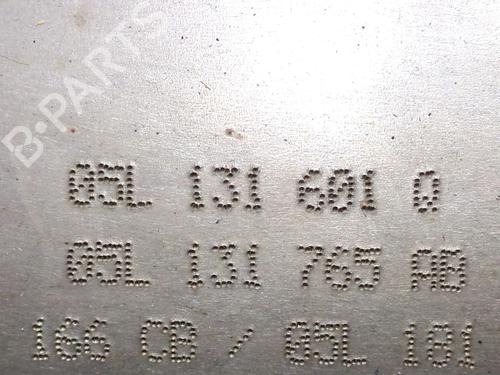 B-PARTS
05L 131 601 Q
05L 131 765 AB
166 CB / 05L 181